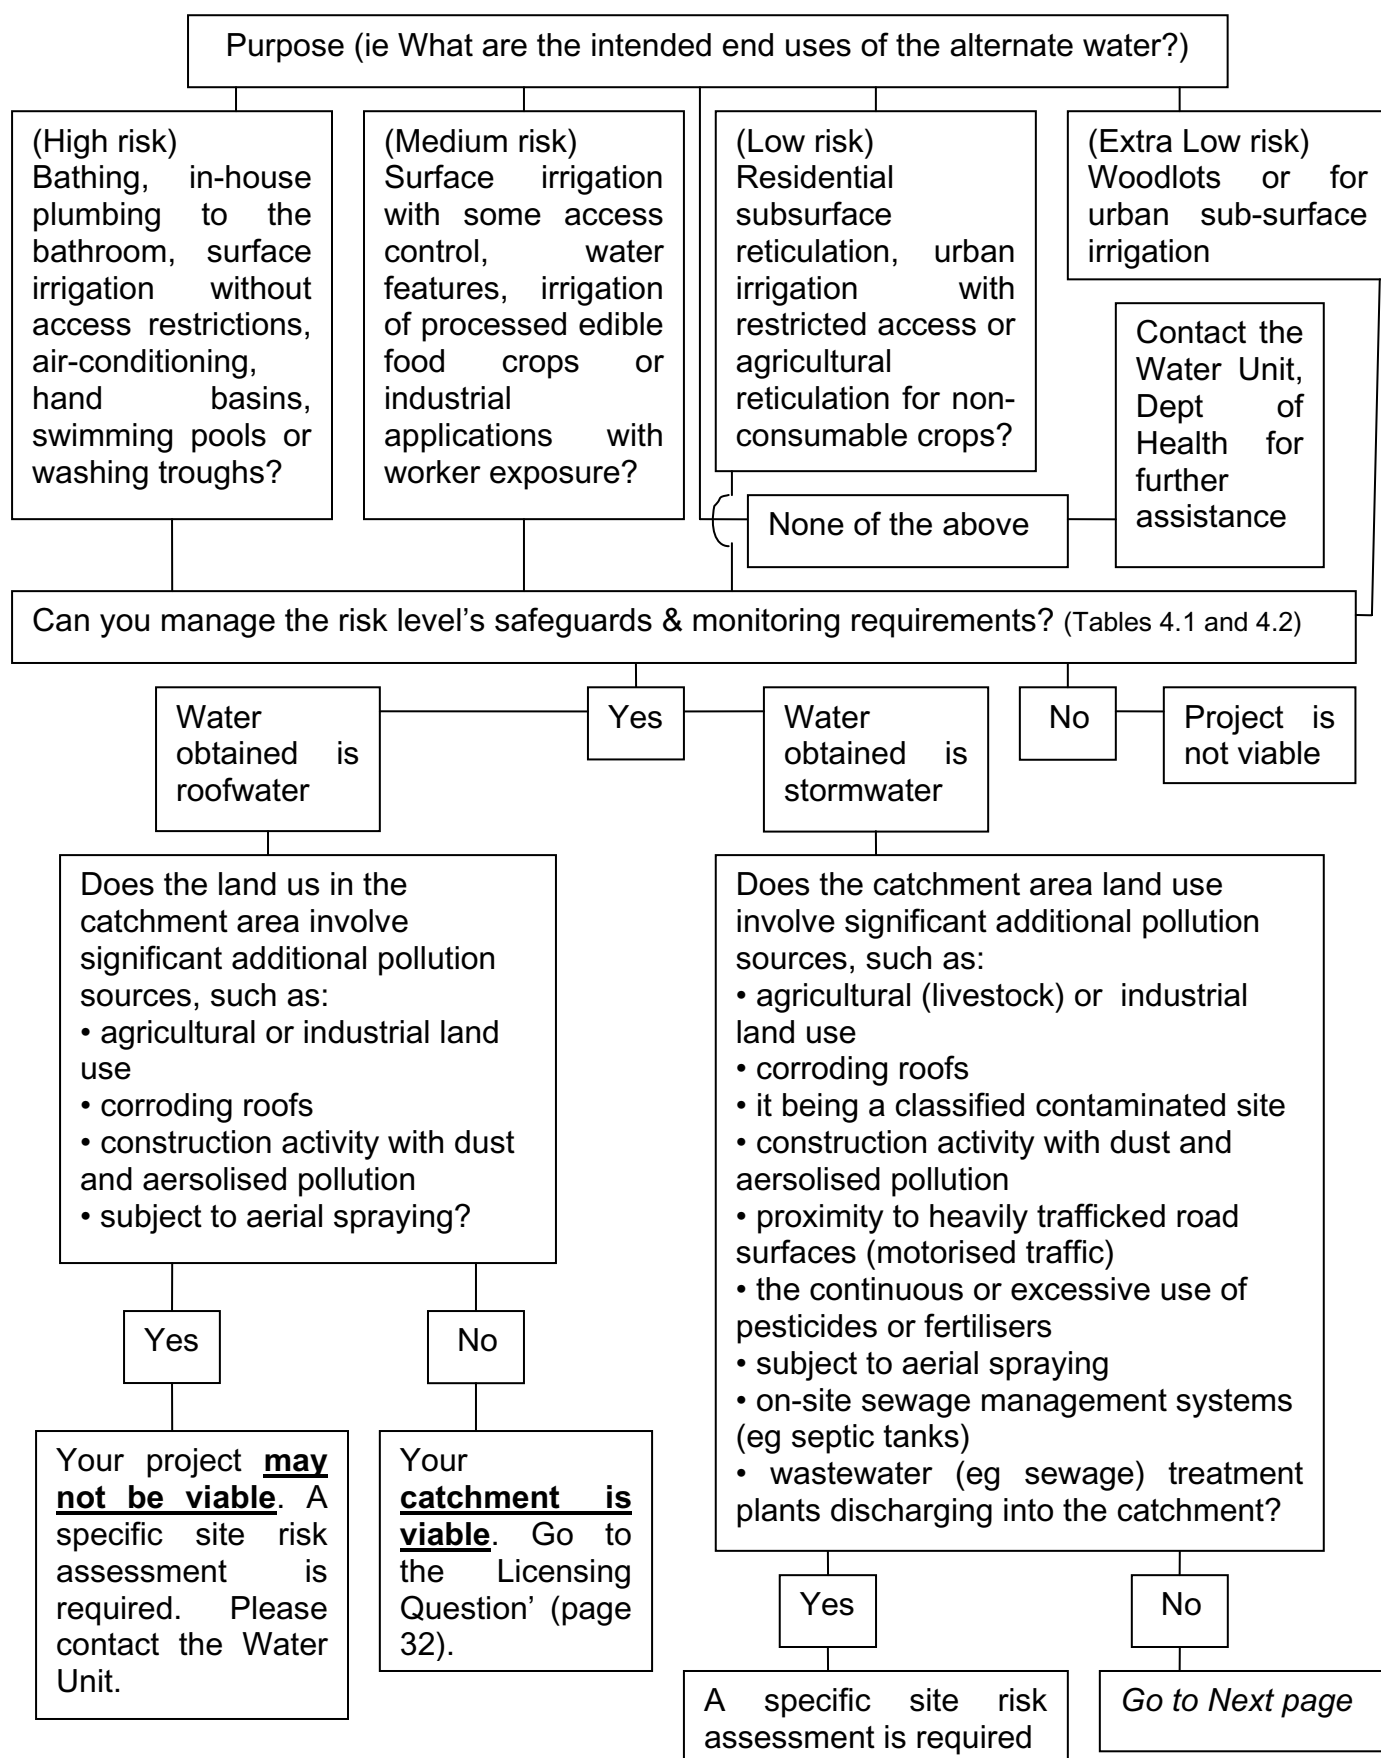 Purpose (ie What are the intended end uses of the alternate water?)
(High risk)
Bathing, in-house
plumbing to the
bathroom, surface
irrigation without
access restrictions,
air-conditioning,
hand basins,
swimming pools or
washing troughs?
(Medium risk)
Surface irrigation
with some access
control, water
features, irrigation
of processed edible
food crops or
industrial
applications with
worker exposure?
(Low risk)
Residential
subsurface
reticulation, urban
irrigation with
restricted access or
agricultural
reticulation for non-
consumable crops?
(Extra Low risk)
Woodlots or for
urban sub-surface
irrigation
None of the above
Contact the
Water Unit,
Dept of
Health for
further
assistance
Can you manage the risk level's safeguards & monitoring requirements? (Tables 4.1 and 4.2)
Water
obtained is
roofwater
Yes
Water
obtained is
stormwater
No
Project is
not viable
Does the land us in the
catchment area involve
significant additional pollution
sources, such as:
• agricultural or industrial land
use
• corroding roofs
• construction activity with dust
and aersolised pollution
• subject to aerial spraying?
Does the catchment area land use
involve significant additional pollution
sources, such as:
• agricultural (livestock) or industrial
land use
• corroding roofs
• it being a classified contaminated site
• construction activity with dust and
aersolised pollution
• proximity to heavily trafficked road
surfaces (motorised traffic)
• the continuous or excessive use of
pesticides or fertilisers
• subject to aerial spraying
• on-site sewage management systems
(eg septic tanks)
• wastewater (eg sewage) treatment
plants discharging into the catchment?
Yes
No
Your project may
not be viable. A
specific site risk
assessment is
required. Please
contact the Water
Unit.
Your
catchment is
viable. Go to
the Licensing
Question' (page
32).
Yes
No
A specific site risk
assessment is required
Go to Next page